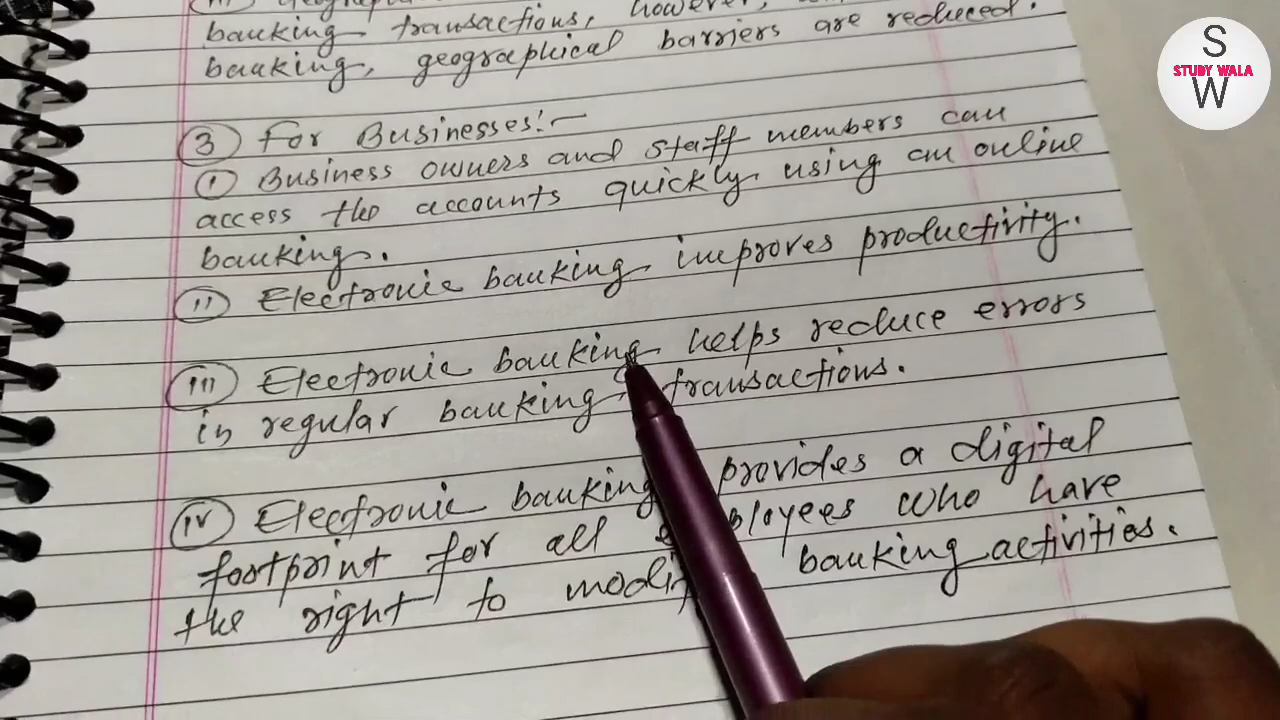 banking transactions, however,
banking, geographical barriers are reduced.
③ For Businesses:-
① Business owners and staff members can
access the accounts quickly using an online
banking.
ii Electronic banking improves productivity.
iii Electronic banking helps reduce errors
in regular banking transactions.
iv Electronic banking provides a digital
footprint for all employees who have
the right to modify banking activities.
S
STUDY WALA
W